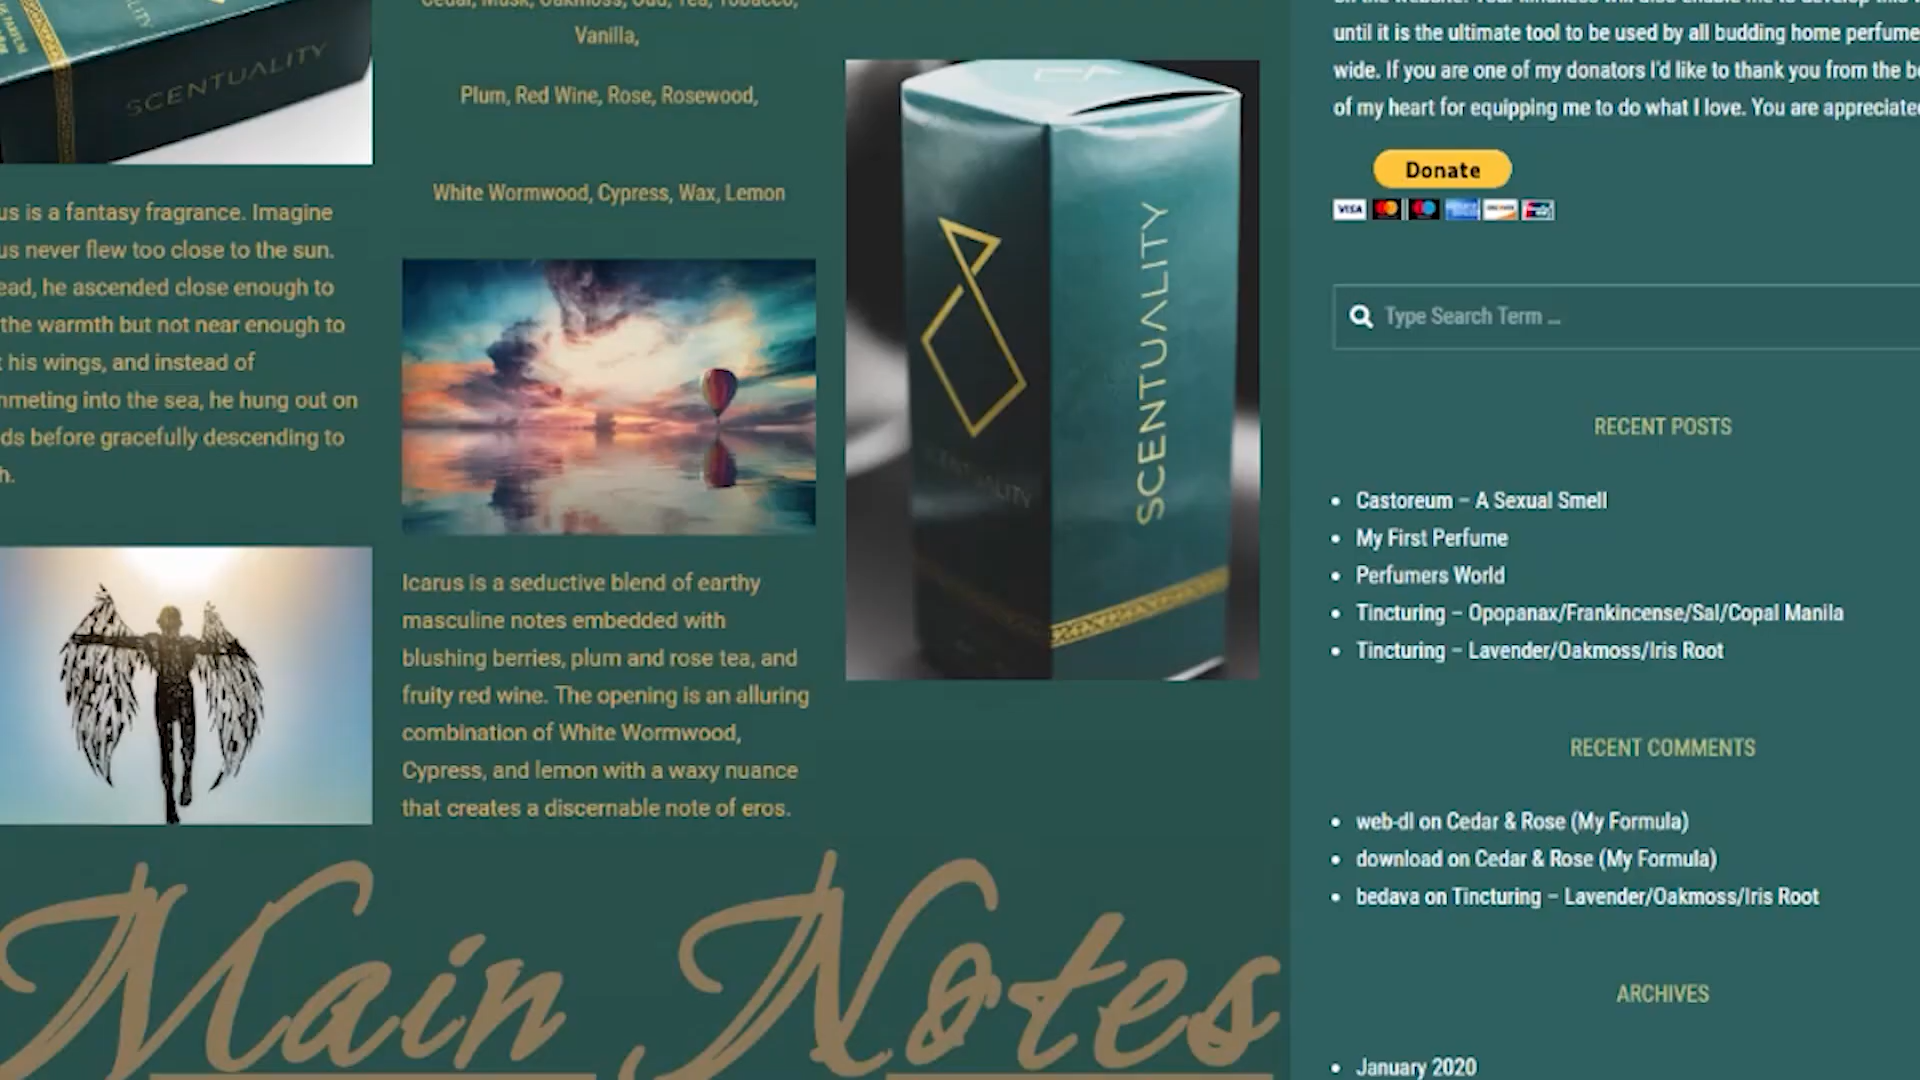 SCENTUALITY
us is a fantasy fragrance. Imagine
us never flew too close to the sun.
ead, he ascended close enough to
the warmth but not near enough to
his wings, and instead of
nmeting into the sea, he hung out on
ds before gracefully descending to
h.
Cedar, Musk, Oakmoss, Oud, Tea, Tobacco,
Vanilla,
Plum, Red Wine, Rose, Rosewood,
White Wormwood, Cypress, Wax, Lemon
Icarus is a seductive blend of earthy
masculine notes embedded with
blushing berries, plum and rose tea, and
fruity red wine. The opening is an alluring
combination of White Wormwood,
Cypress, and lemon with a waxy nuance
that creates a discernable note of eros.
SCENTUALITY
SCENTUALITY
Main Notes
until it is the ultimate tool to be used by all budding home perfume
wide. If you are one of my donators I'd like to thank you from the b
of my heart for equipping me to do what I love. You are appreciate
Donate
VISA
Type Search Term ...
RECENT POSTS
• Castoreum – A Sexual Smell
• My First Perfume
• Perfumers World
• Tincturing – Opopanax/Frankincense/Sal/Copal Manila
• Tincturing – Lavender/Oakmoss/Iris Root
RECENT COMMENTS
• web-dl on Cedar & Rose (My Formula)
• download on Cedar & Rose (My Formula)
• bedava on Tincturing – Lavender/Oakmoss/Iris Root
ARCHIVES
• January 2020